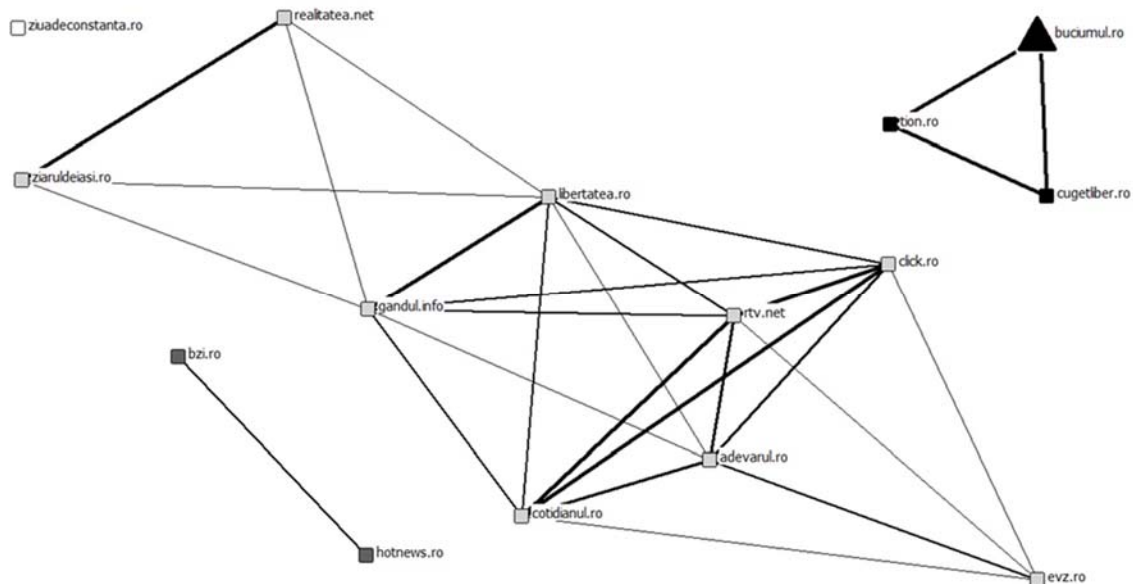 realitatea.net
ziuadeconstanta.ro
buciumul.ro
tion.ro
ziaruldeiasi.ro
libertatea.ro
cugetliber.ro
click.ro
gandul.info
rtv.net
bzi.ro
adevarul.ro
cotidianul.ro
hotnews.ro
evz.ro